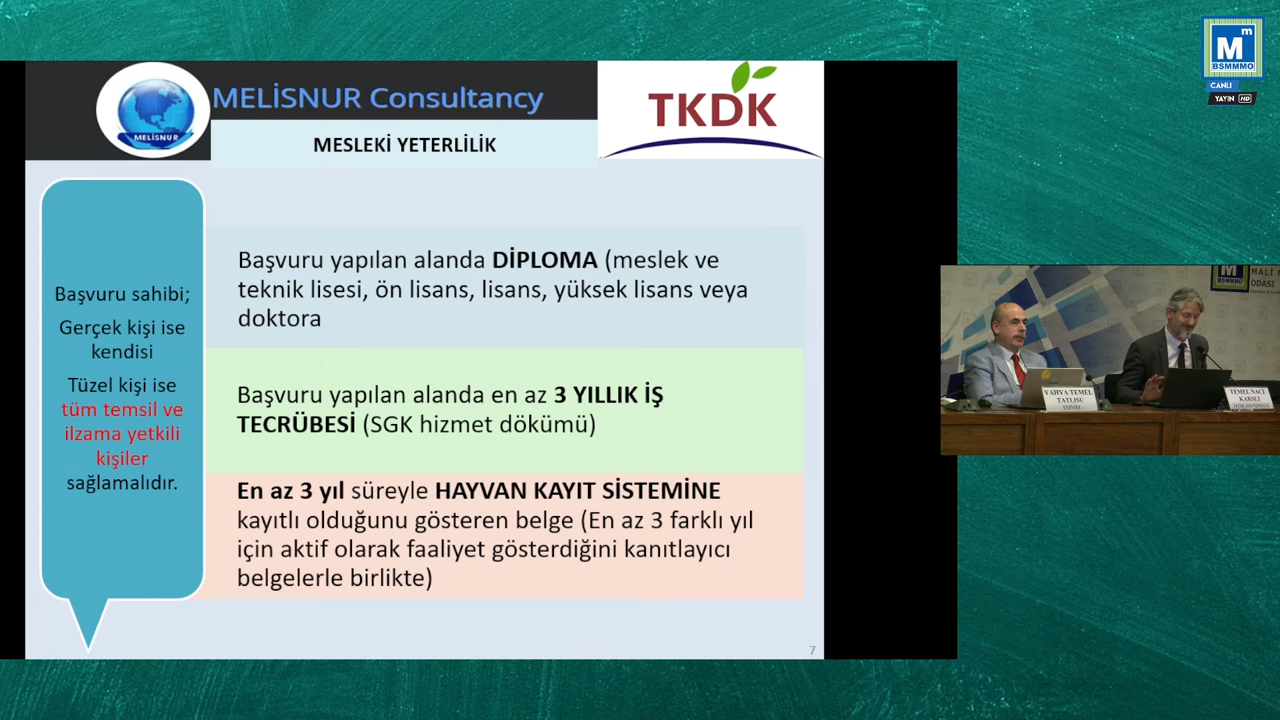 MELİSNUR
MELİSNUR Consultancy
TKDK
MESLEKİ YETERLİLİK
Başvuru sahibi;
Gerçek kişi ise
kendisi
Tüzel kişi ise
tüm temsil ve
ilzama yetkili
kişiler
sağlamalıdır.
Başvuru yapılan alanda DİPLOMA (meslek ve
teknik lisesi, ön lisans, lisans, yüksek lisans veya
doktora
Başvuru yapılan alanda en az 3 YILLIK İŞ
TECRÜBESİ (SGK hizmet dökümü)
En az 3 yıl süreyle HAYVAN KAYIT SİSTEMİNE
kayıtlı olduğunu gösteren belge (En az 3 farklı yıl
için aktif olarak faaliyet gösterdiğini kanıtlayıcı
belgelerle birlikte)
7
Mm
BSMMMO
CANLI
YAYIN HD
BSMMMO
MALİ M
ODASI
YAHYA TEMEL
TATLISU
SMMM
TEMEL NACİ
KARSLI